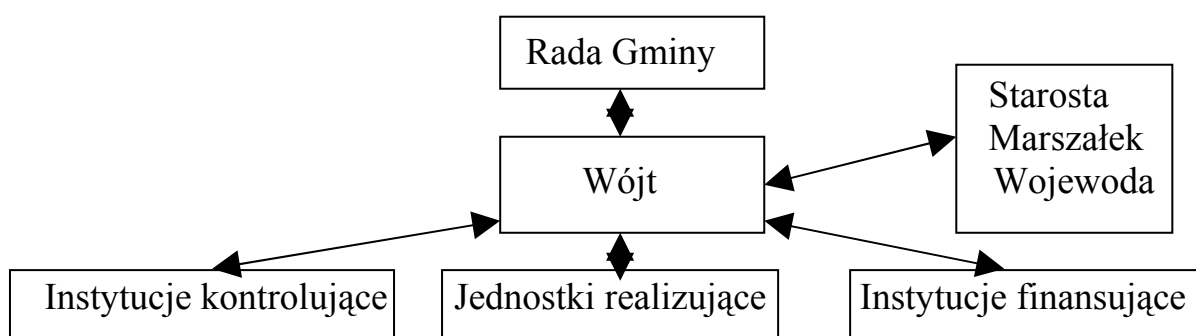 Rada Gminy
Starosta
Marszałek
Wojewoda
Wójt
Instytucje kontrolujące
Jednostki realizujące
Instytucje finansujące